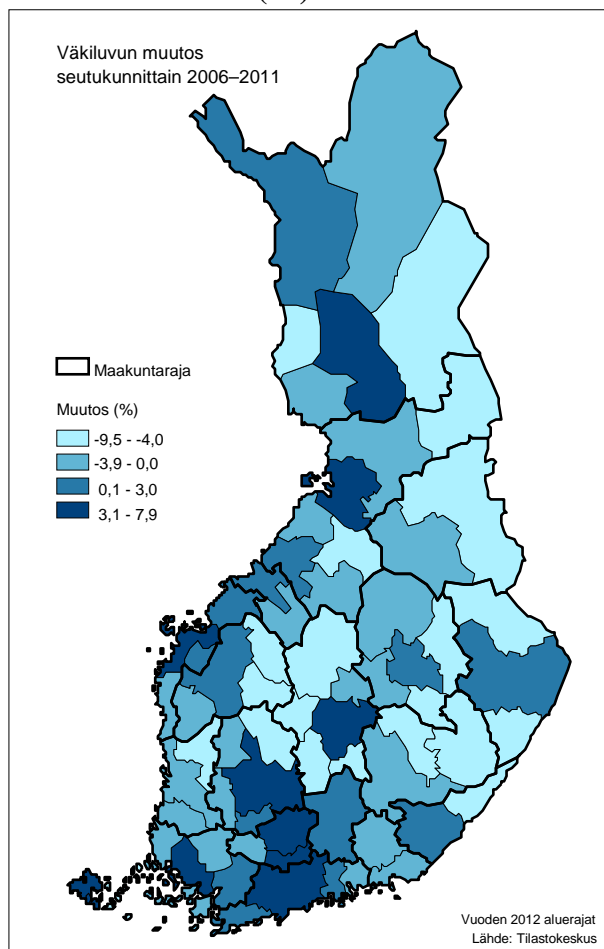 Väkiluvun muutos
seutukunnittain 2006–2011
Maakuntaraja
Muutos (%)
-9,5 - -4,0
-3,9 - 0,0
0,1 - 3,0
3,1 - 7,9
Vuoden 2012 aluerajat
Lähde: Tilastokeskus